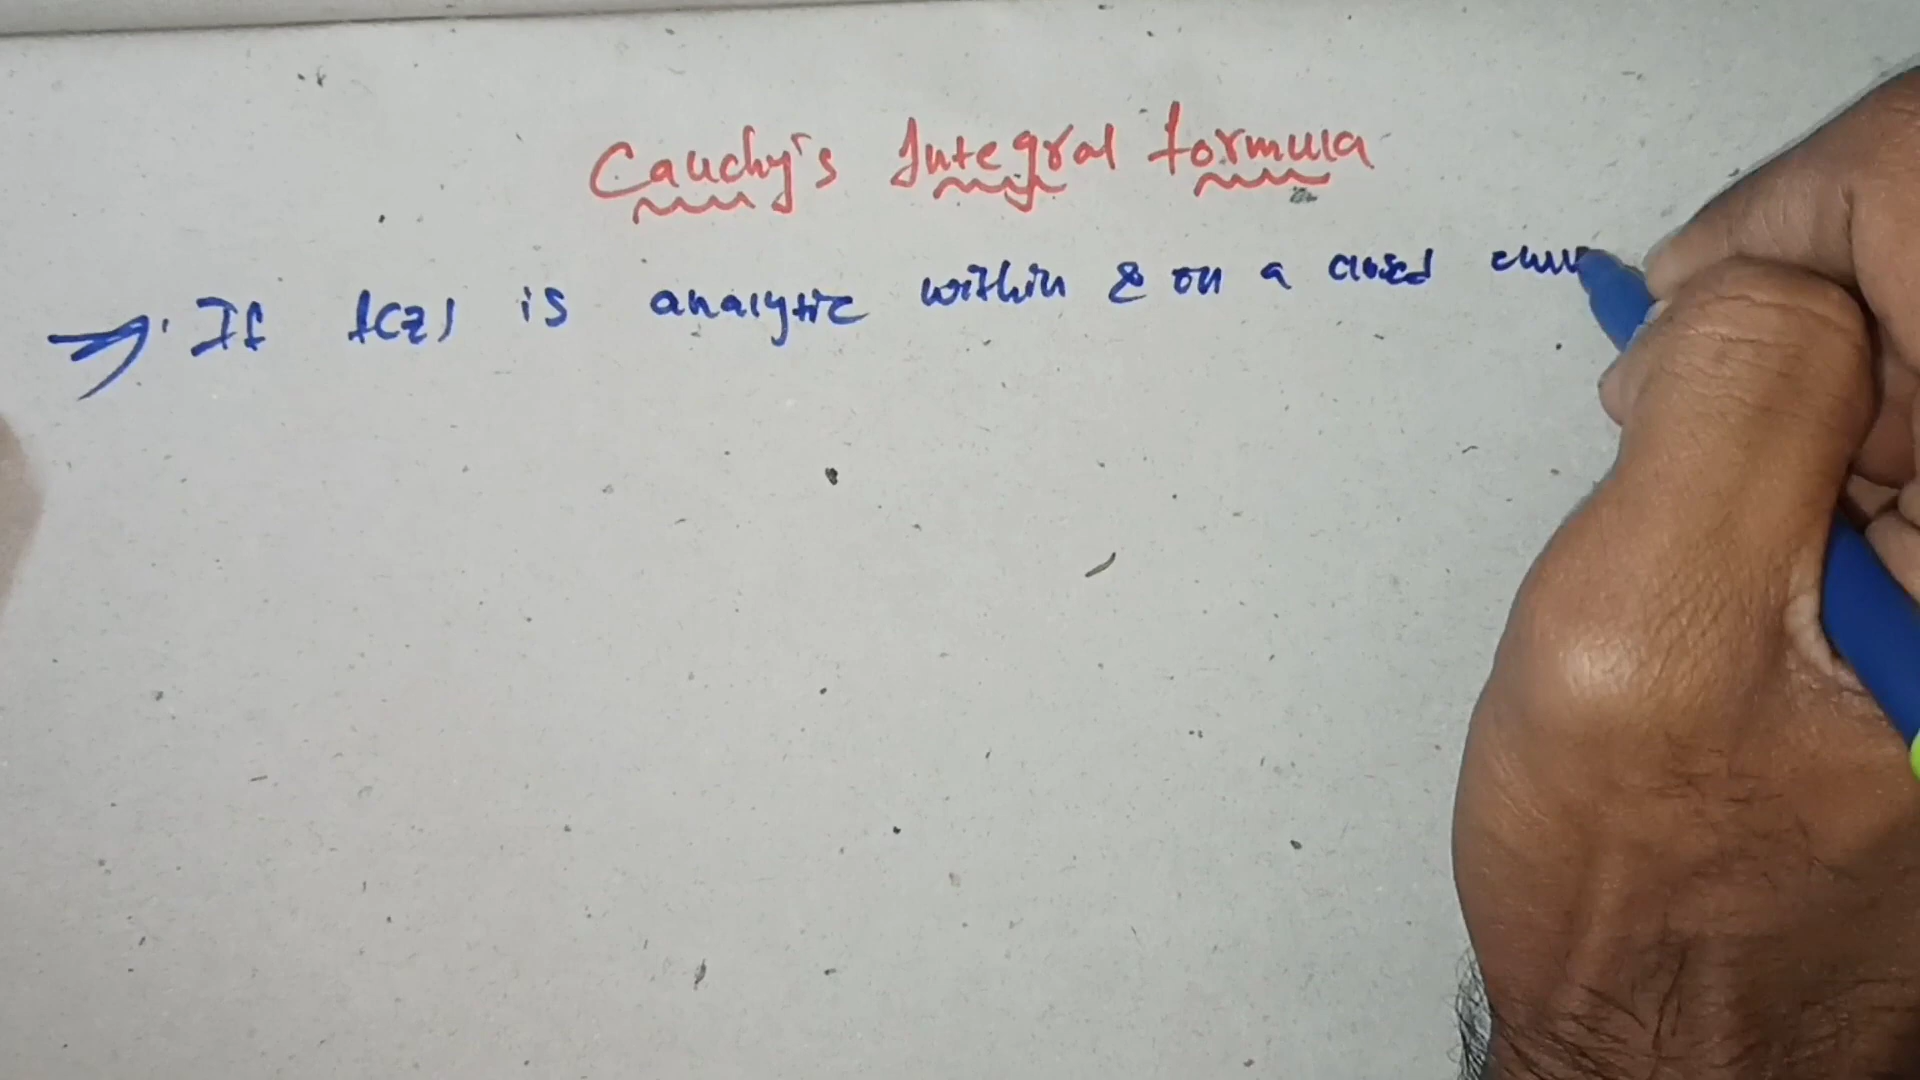 Cauchy's Integral formula
→ If f(z) is analytic within & on a closed